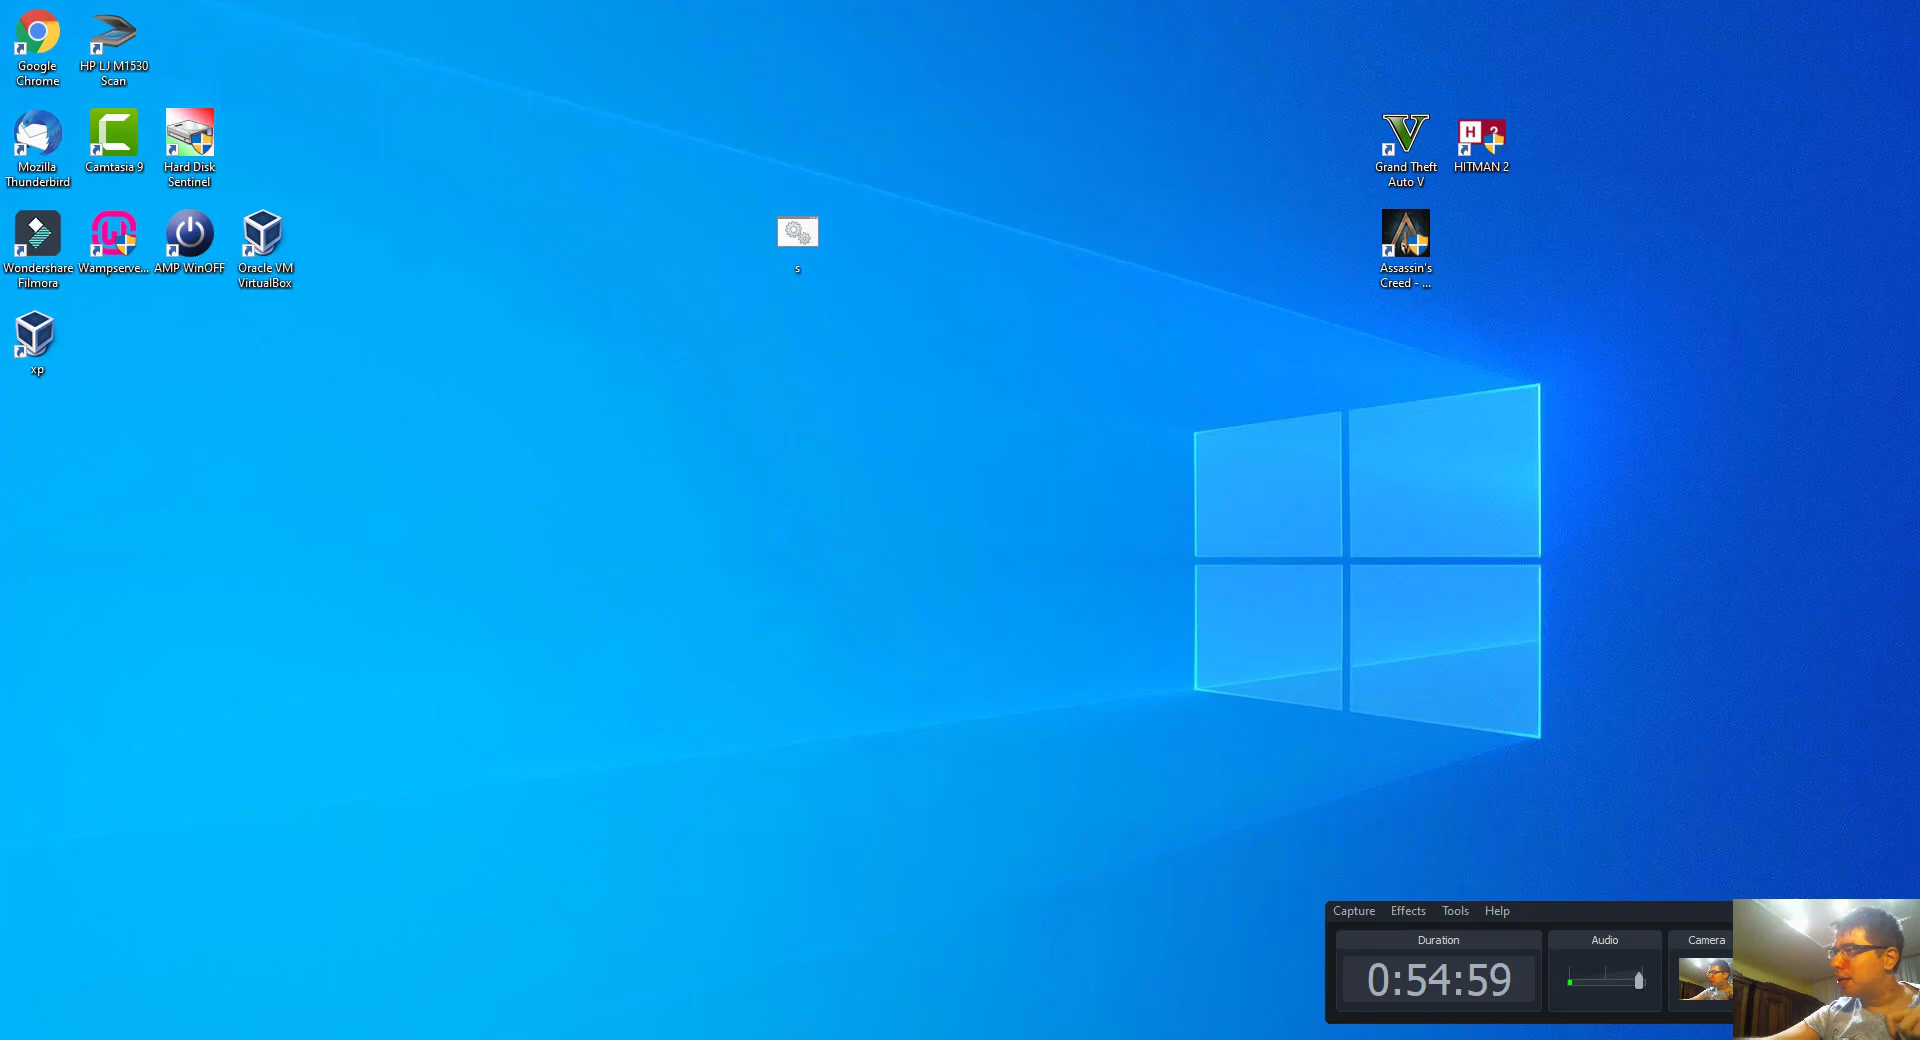 Google
Chrome
HP LJ M1530
Scan
Mozilla
Thunderbird
Camtasia 9
Hard Disk
Sentinel
Wondershare
Filmora
Wampserve...
AMP WinOFF
Oracle VM
VirtualBox
xp
s
Grand Theft
Auto V
HITMAN 2
Assassin's
Creed - ...
Capture Effects Tools Help
Duration
Audio
Camera
0:54:59